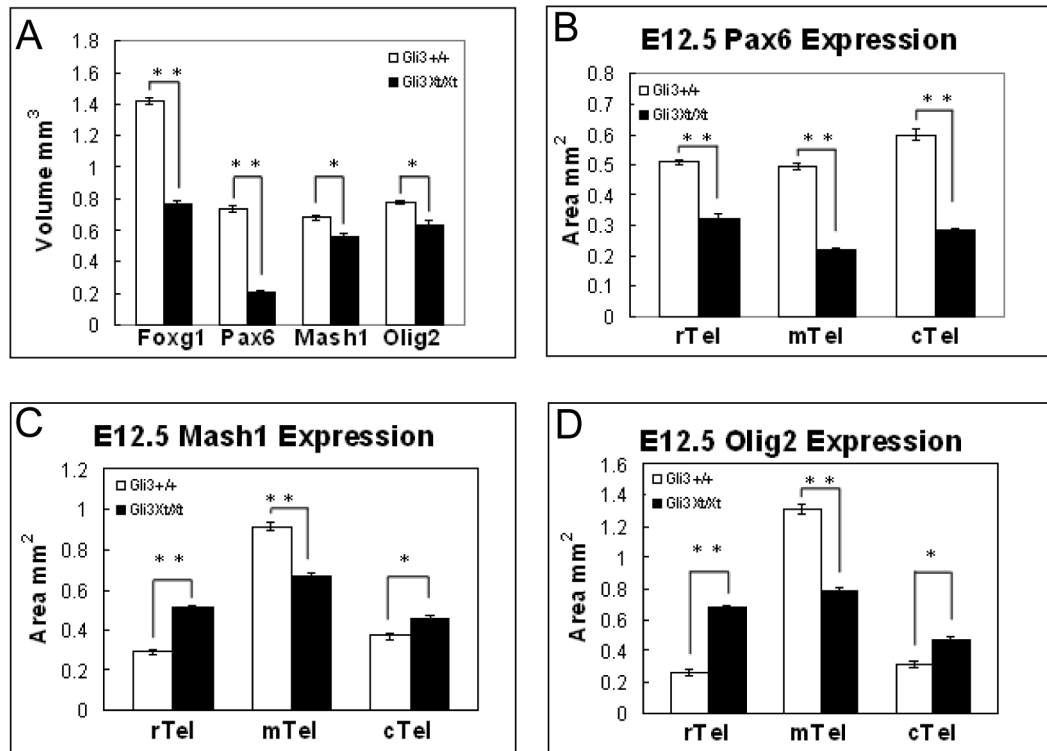 A
1.8
1.6
1.4
1.2
1
0.8
0.6
0.4
0.2
0
Volume mm³
Gli3+/+
Gli3Xt/Xt
* *
* *
*
*
Foxg1 Pax6 Mash1 Olig2
B
E12.5 Pax6 Expression
0.8
0.7
0.6
0.5
0.4
0.3
0.2
0.1
0
Area mm²
Gli3+/+
Gli3Xt/Xt
* *
* *
* *
rTel mTel cTel
C
E12.5 Mash1 Expression
1.2
1
0.8
0.6
0.4
0.2
0
Area mm²
Gli3+/+
Gli3Xt/Xt
* *
* *
*
rTel mTel cTel
D
E12.5 Olig2 Expression
1.6
1.4
1.2
1
0.8
0.6
0.4
0.2
0
Area mm²
Gli3+/+
Gli3Xt/Xt
* *
* *
*
rTel mTel cTel